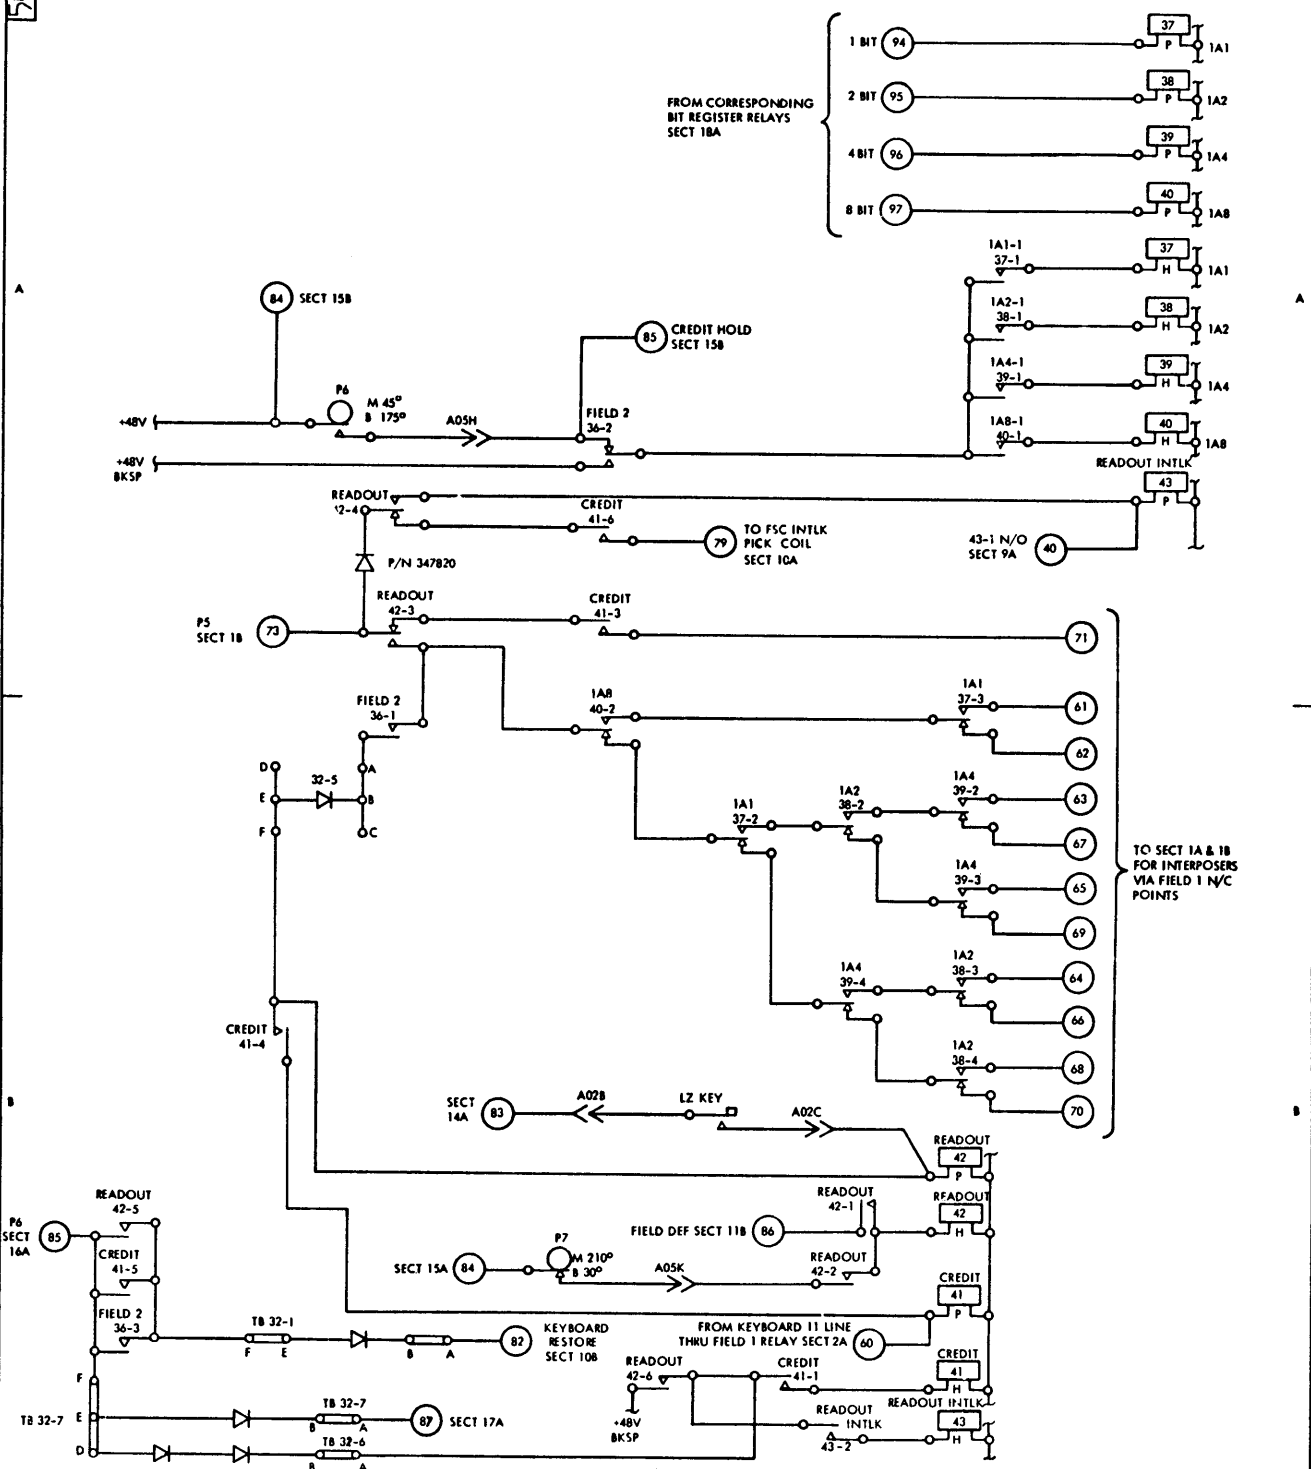 37
1 BIT 94 P 1A1
38
2 BIT 95 P 1A2
FROM CORRESPONDING
BIT REGISTER RELAYS
SECT 18A
39
4 BIT 96 P 1A4
40
8 BIT 97 P 1A8
1A1-1
37-1
37
H 1A1
A
A
84 SECT 15B
1A2-1
38-1
38
H 1A2
85 CREDIT HOLD
SECT 15B
1A4-1
39-1
39
H 1A4
P6
M 45°
B 175°
+48V
A05H
FIELD 2
36-2
1A8-1
40-1
40
H 1A8
+48V
BKSP
READOUT INTLK
43
P
READOUT
42-4
CREDIT
41-6
79 TO FSC INTLK
PICK COIL
SECT 10A
43-1 N/O
SECT 9A
40
P/N 347820
READOUT
42-3
CREDIT
41-3
P5
SECT 1B
73
71
FIELD 2
36-1
1A8
40-2
1A1
37-3
61
62
D
E
F
32-5
A
B
C
1A1
37-2
1A2
38-2
1A4
39-2
63
67
1A4
39-3
65
69
TO SECT 1A & 1B
FOR INTERPOSERS
VIA FIELD 1 N/C
POINTS
1A4
39-4
1A2
38-3
64
66
CREDIT
41-4
1A2
38-4
68
70
B
B
SECT
14A
83
A02B
LZ KEY
A02C
READOUT
42
P
READOUT
42-5
P6
SECT
16A
85
CREDIT
41-5
FIELD 2
36-3
READOUT
42-1
READOUT
42
H
FIELD DEF SECT 11B 86
P7
M 210°
B 30°
SECT 15A 84
A05K
READOUT
42-2
CREDIT
41
P
TB 32-1
F E
B A
82
KEYBOARD
RESTORE
SECT 10B
FROM KEYBOARD 11 LINE
THRU FIELD 1 RELAY SECT 2A
60
READOUT
42-6
+48V
BKSP
CREDIT
41-1
CREDIT
41
H
READOUT INTLK
43
H
READOUT
INTLK
43-2
TB 32-7
F
E
D
TB 32-7
B A
87 SECT 17A
TB 32-6
B A